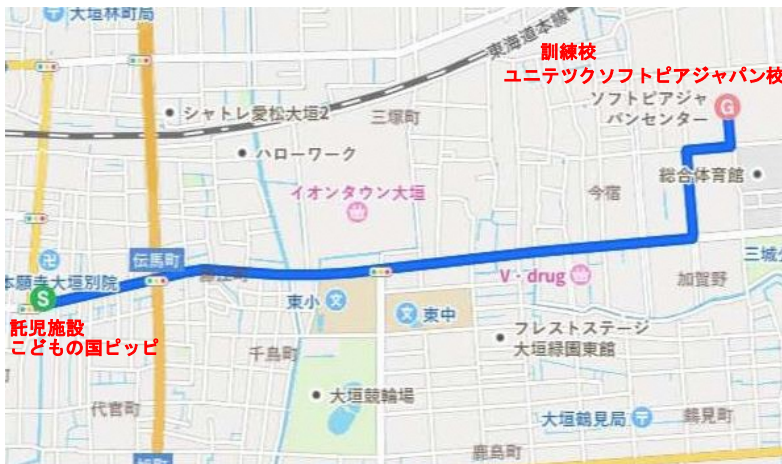 大垣林町局
東海道本線
訓練校
ユニテツクソフトピアジャパン校
ソフトピアジャ
パンセンター
G
シャトレ愛松大垣2
三塚町
ハローワーク
総合体育館
イオンタウン大垣
今宿
伝馬町
三城
本願寺大垣別院
V・drug
加賀野
S
東小
文
文
東中
託児施設
こどもの国ピッピ
フレストステージ
大垣緑園東館
千鳥町
大垣競輪場
代官町
大垣鶴見局
鶴見町
鹿島町